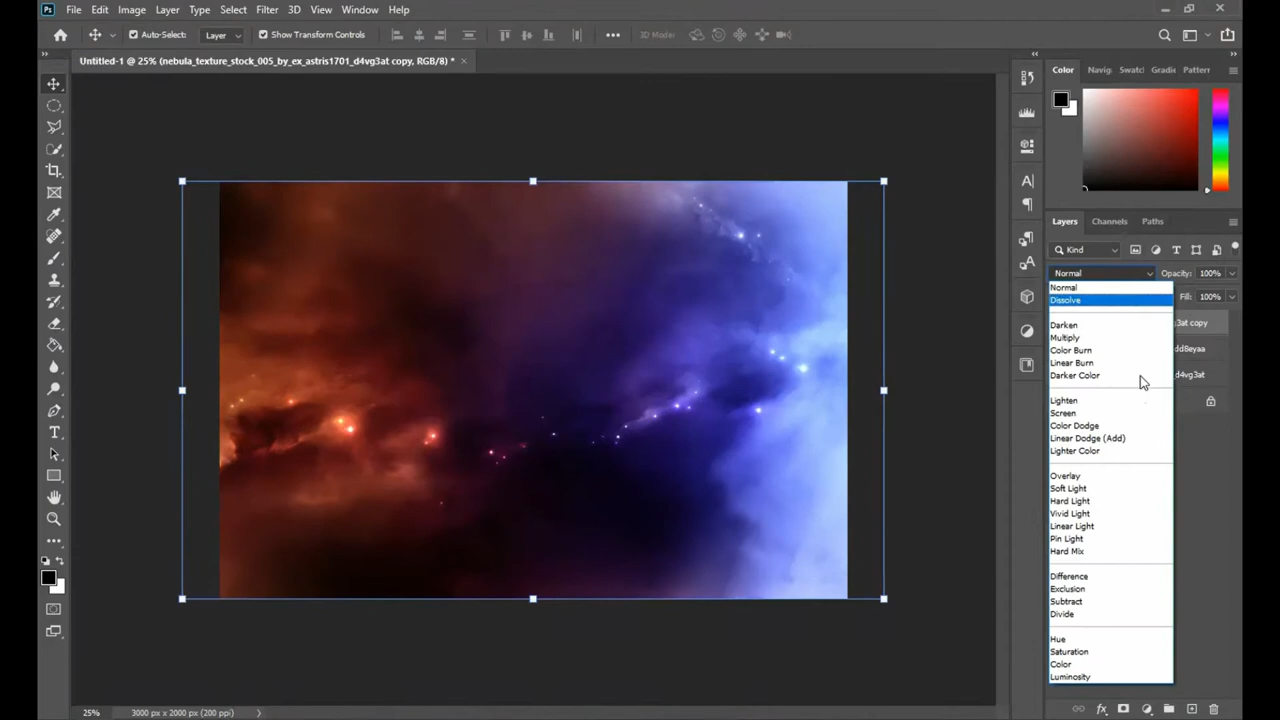 Ps File Edit Image Layer Type Select Filter 3D View Window Help
Auto-Select: Layer Show Transform Controls 3D Mode:
Untitled-1 @ 25% (nebula_texture_stock_005_by_ex_astris1701_d4vg3at copy, RGB/8) *
Color Navig Swatc Gradie Pattern
Layers Channels Paths
Kind
Normal Opacity: 100%
Normal
Fill: 100%
Dissolve
g3at copy
Darken
Multiply
dd8eyaa
Color Burn
Linear Burn
Darker Color
d4vg3at
Lighten
Screen
Color Dodge
Linear Dodge (Add)
Lighter Color
Overlay
Soft Light
Hard Light
Vivid Light
Linear Light
Pin Light
Hard Mix
Difference
Exclusion
Subtract
Divide
Hue
Saturation
Color
Luminosity
25% 3000 px x 2000 px (200 ppi)